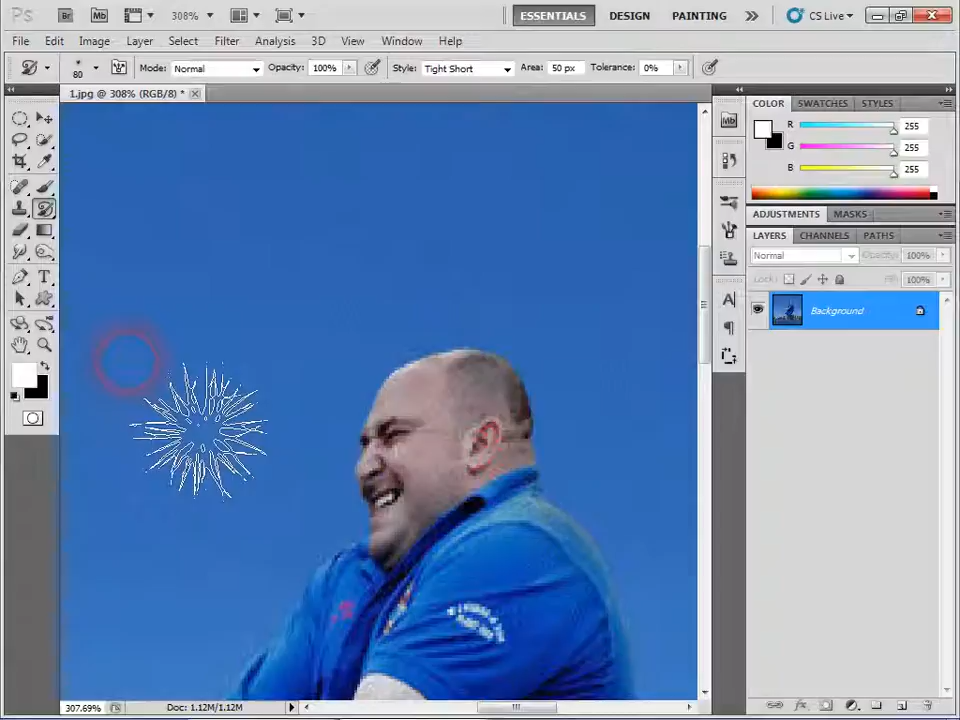 Ps Br Mb 308% ESSENTIALS DESIGN PAINTING CS Live
File Edit Image Layer Select Filter Analysis 3D View Window Help
80 Mode: Normal Opacity: 100% Style: Tight Short Area: 50 px Tolerance: 0%
1.jpg @ 308% (RGB/8) *
COLOR SWATCHES STYLES
R 255
G 255
B 255
ADJUSTMENTS MASKS
LAYERS CHANNELS PATHS
Normal Opacity: 100%
Lock: 100%
Background
Mb
A
T
307.69% Doc: 1.12M/1.12M